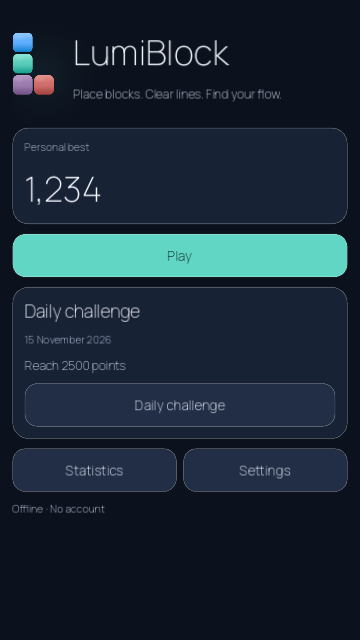 LumiBlock
Place blocks. Clear lines. Find your flow.
Personal best
1,234
Play
Daily challenge
15 November 2026
Reach 2500 points
Daily challenge
Statistics
Settings
Offline · No account